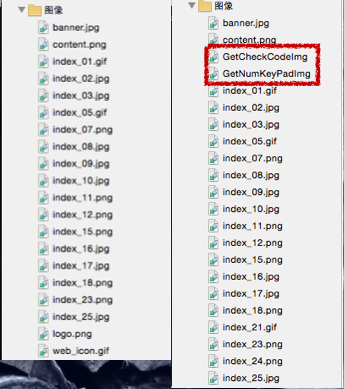 图像
banner.jpg
content.png
index_01.gif
index_02.jpg
index_03.jpg
index_05.gif
index_07.png
index_08.jpg
index_09.jpg
index_10.jpg
index_11.png
index_12.png
index_15.png
index_16.jpg
index_17.jpg
index_18.png
index_23.png
index_25.jpg
logo.png
web_icon.gif
图像
banner.jpg
content.png
GetCheckCodeImg
GetNumKeyPadImg
index_01.gif
index_02.jpg
index_03.jpg
index_05.gif
index_07.png
index_08.jpg
index_09.jpg
index_10.jpg
index_11.png
index_12.png
index_15.png
index_16.jpg
index_17.jpg
index_18.png
index_21.gif
index_23.png
index_24.png
index_25.jpg